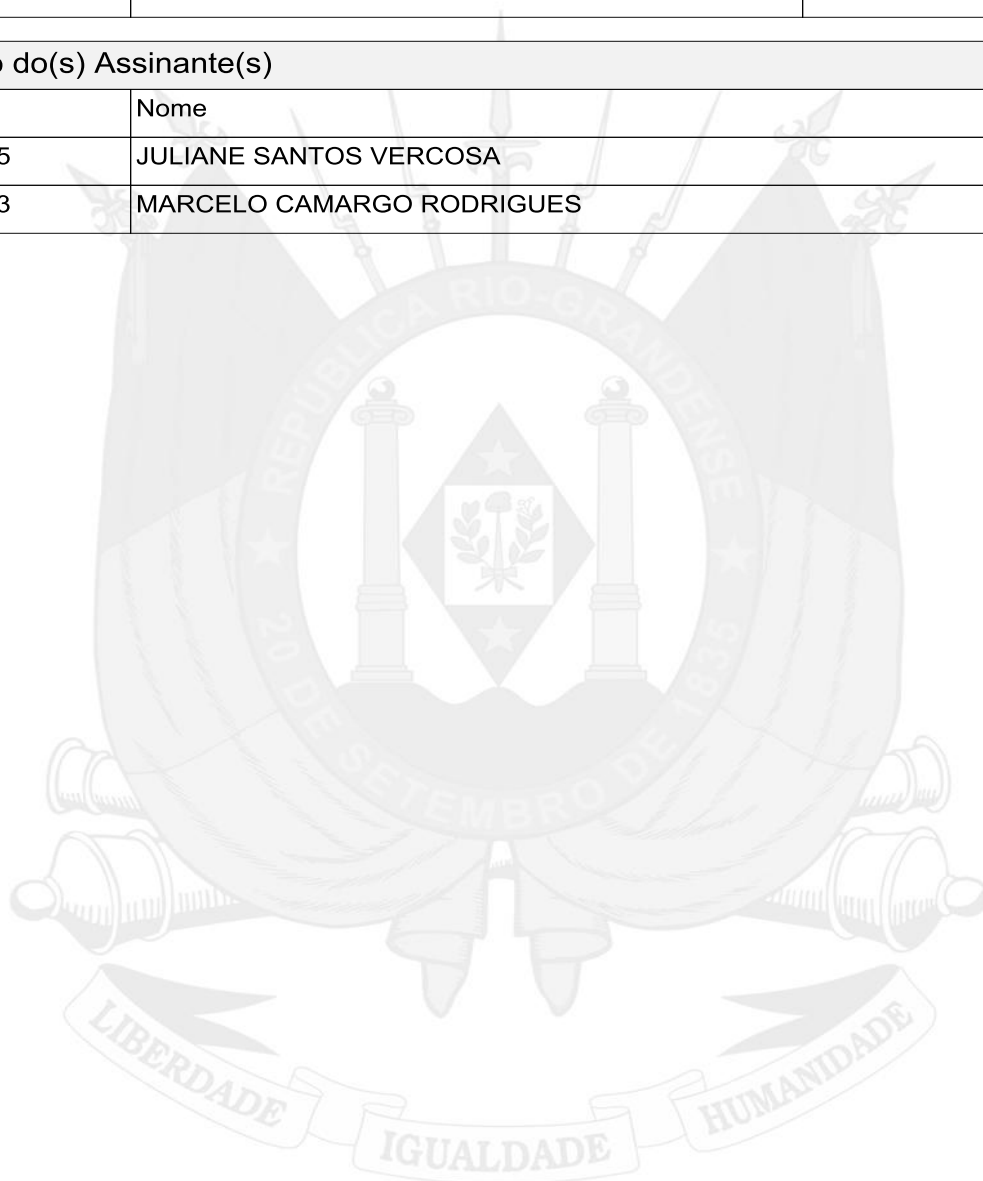 o do(s) Assinante(s)
Nome
5 JULIANE SANTOS VERCOSA
3 MARCELO CAMARGO RODRIGUES
REPÚBLICA RIO-GRANDENSE
20 DE SETEMBRO DE 1835
LIBERDADE IGUALDADE HUMANIDADE